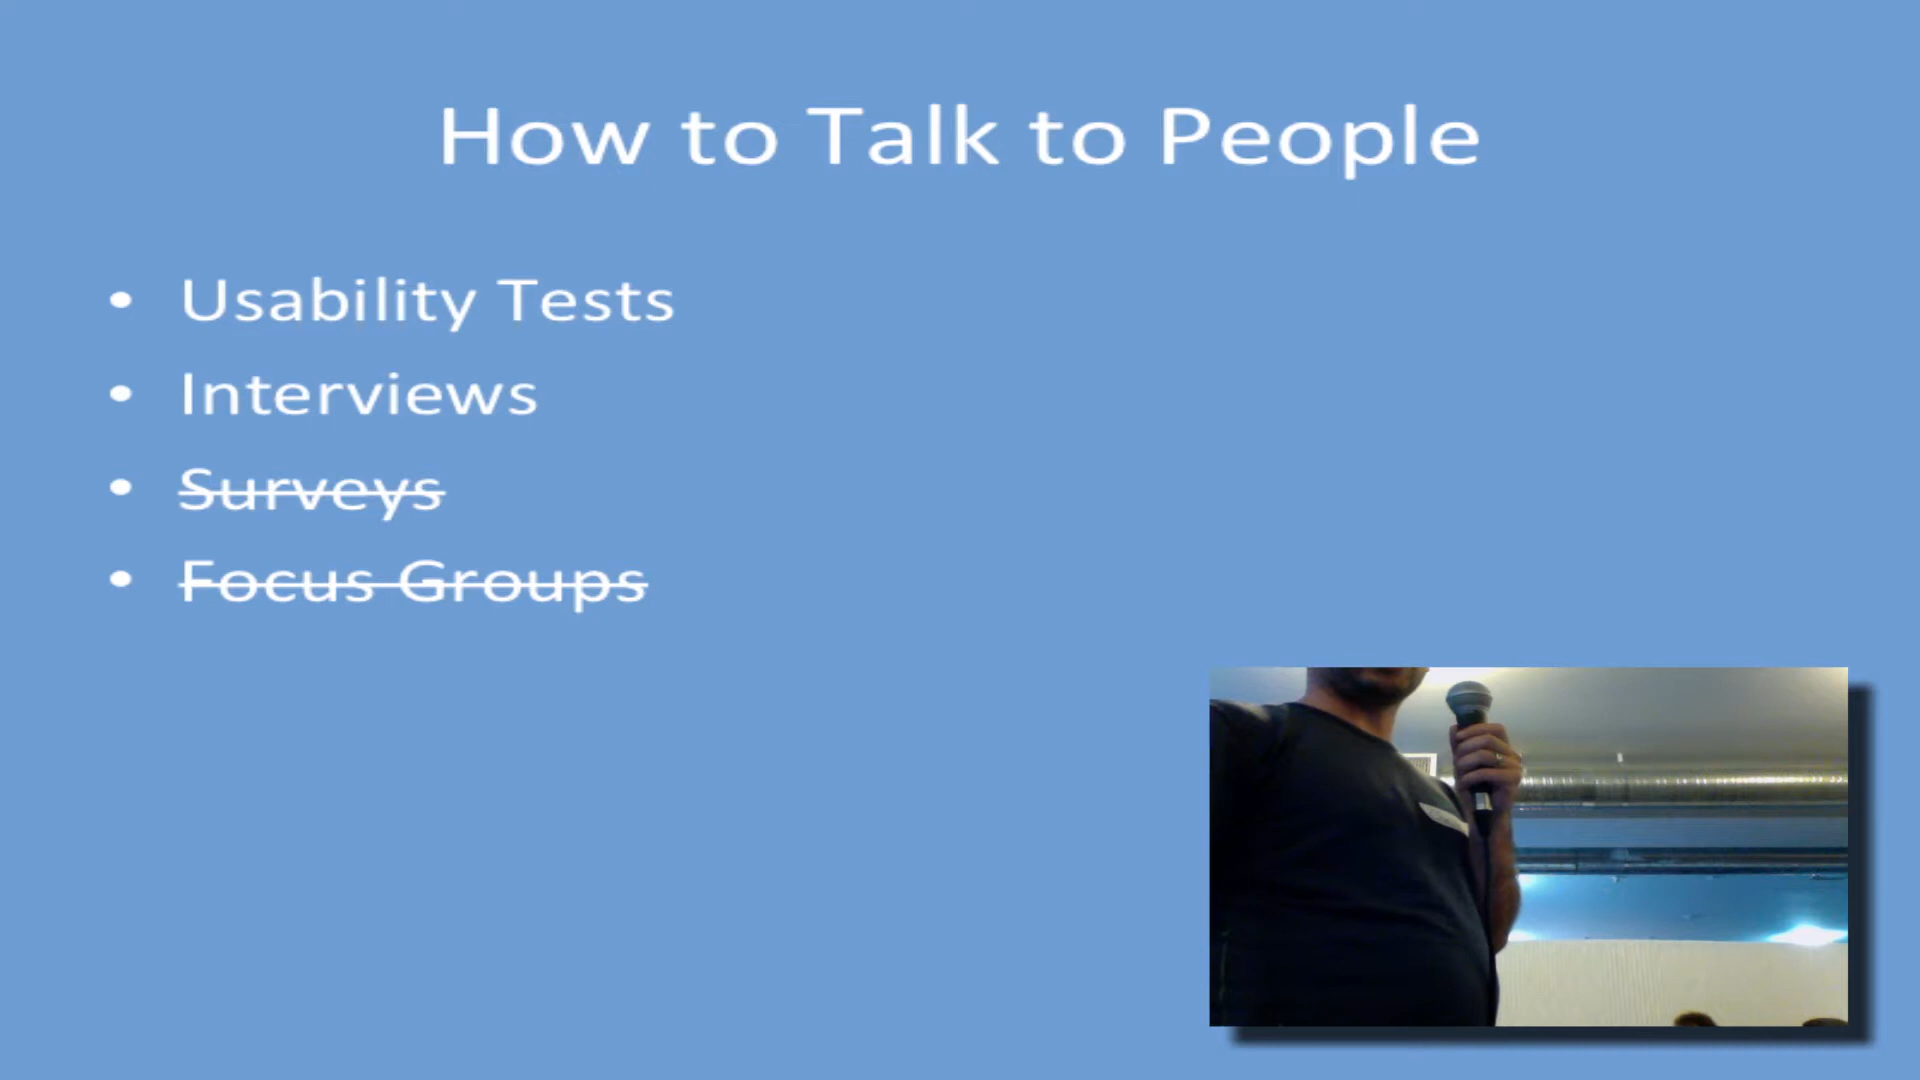 How to Talk to People
• Usability Tests
• Interviews
• Surveys
• Focus Groups